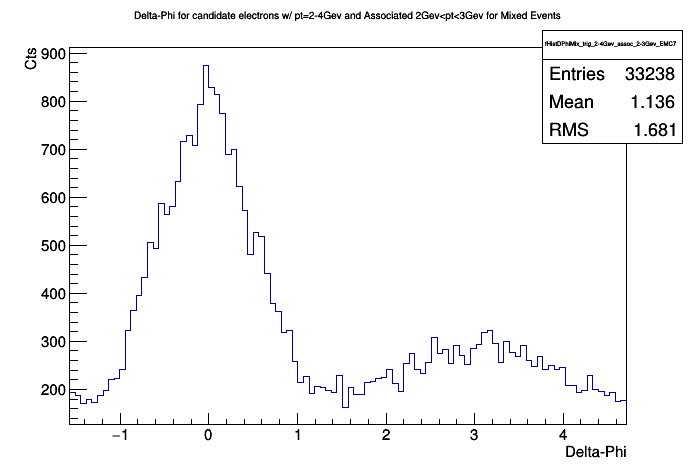 Delta-Phi for candidate electrons w/ pt=2-4Gev and Associated 2Gev<pt<3Gev for Mixed Events
fHistDPhiMix_trig_2-4Gev_assoc_2-3Gev_EMC7
Entries 33238
Mean 1.136
RMS 1.681
Cts
900
800
700
600
500
400
300
200
−1 0 1 2 3 4
Delta-Phi